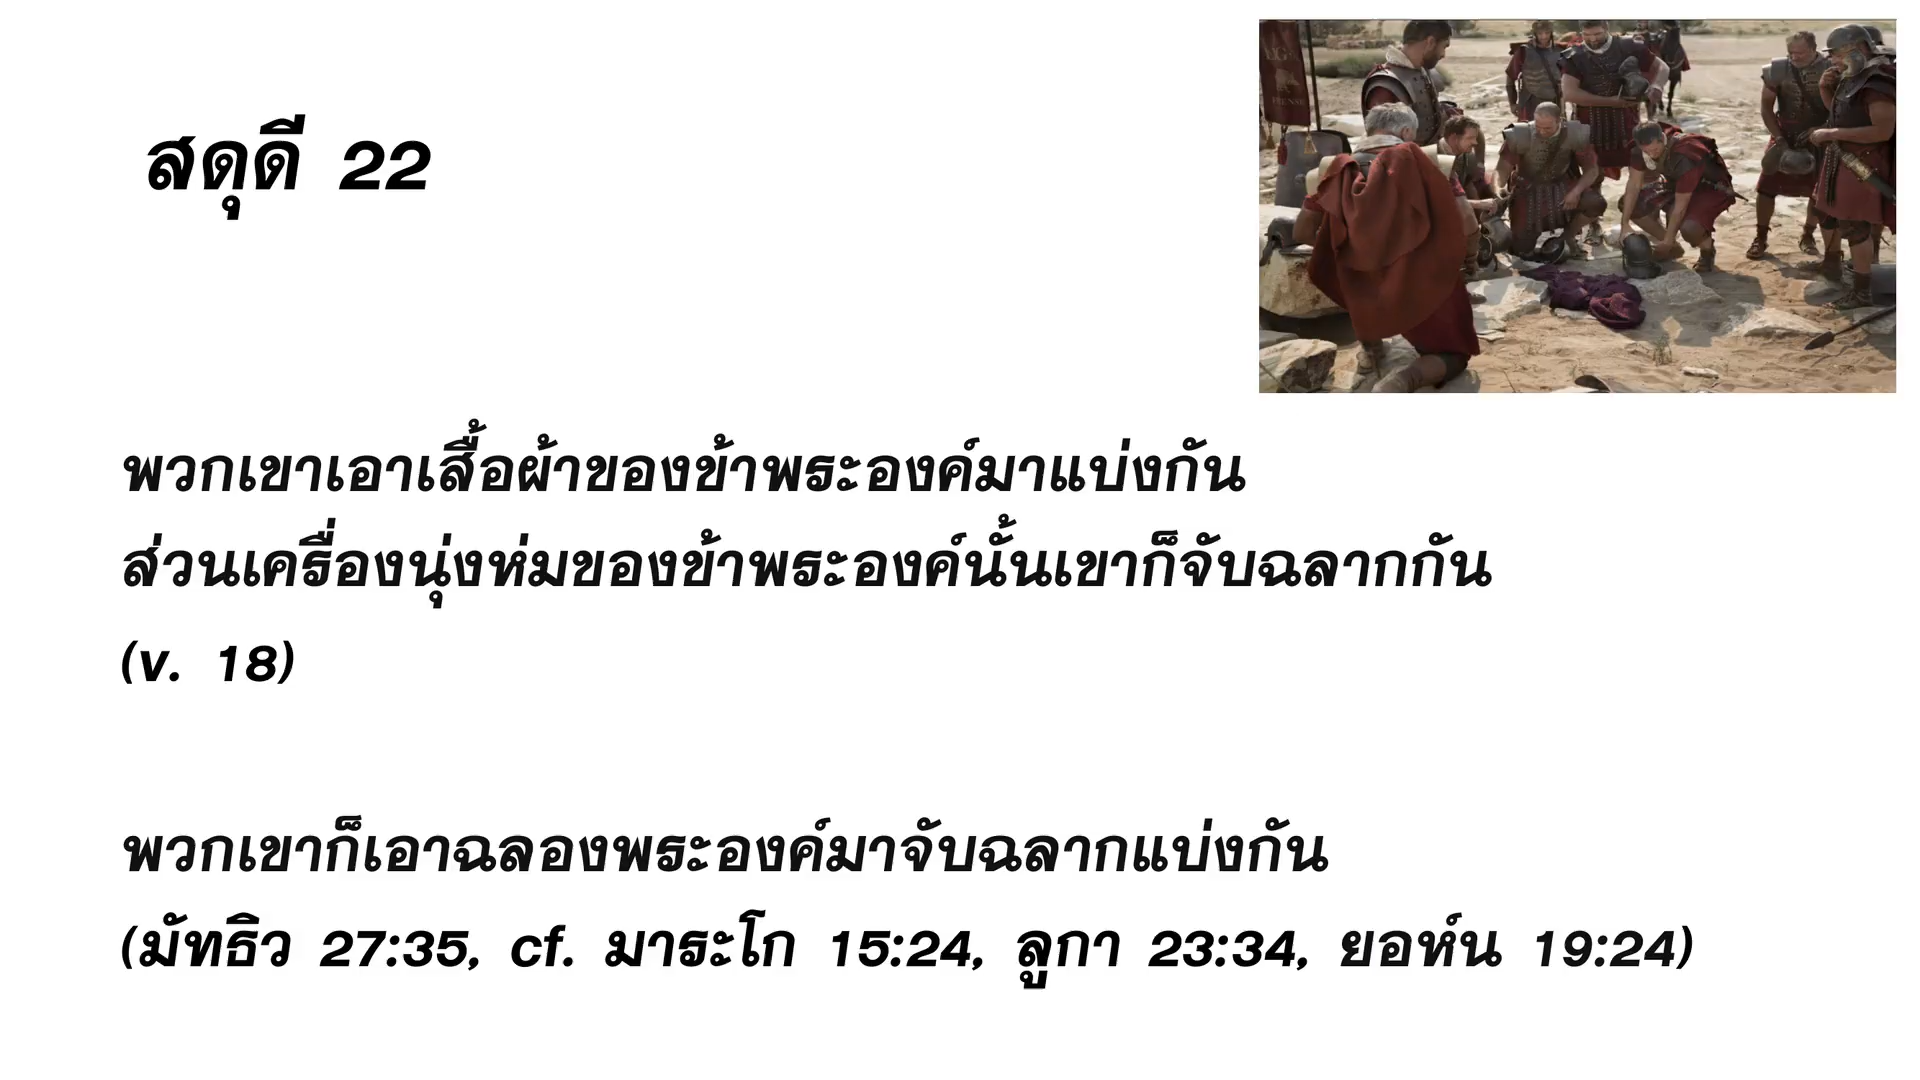 สดุดี 22
พวกเขาเอาเสื้อผ้าของข้าพระองค์มาแบ่งกัน
ส่วนเครื่องนุ่งห่มของข้าพระองค์นั้นเขาก็จับฉลากกัน
(v. 18)
พวกเขาก็เอาฉลองพระองค์มาจับฉลากแบ่งกัน
(มัทธิว 27:35, cf. มาระโก 15:24, ลูกา 23:34, ยอห์น 19:24)